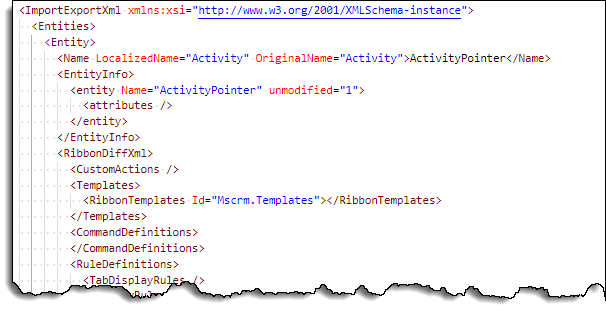 <ImportExportXml xmlns:xsi="http://www.w3.org/2001/XMLSchema-instance">
<Entities>
<Entity>
<Name LocalizedName="Activity" OriginalName="Activity">ActivityPointer</Name>
<EntityInfo>
<entity Name="ActivityPointer" unmodified="1">
<attributes />
</entity>
</EntityInfo>
<RibbonDiffXml>
<CustomActions />
<Templates>
<RibbonTemplates Id="Mscrm.Templates"></RibbonTemplates>
</Templates>
<CommandDefinitions>
</CommandDefinitions>
<RuleDefinitions>
<TabDisplayRules />